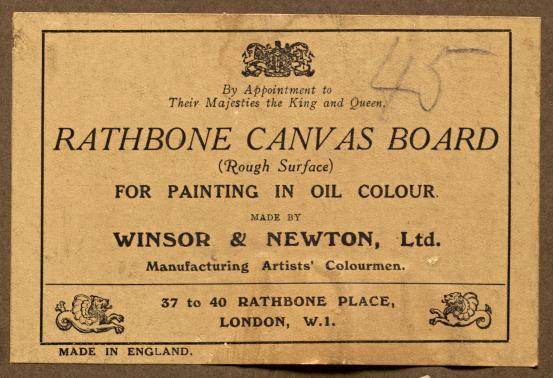 45
By Appointment to
Their Majesties the King and Queen.
RATHBONE CANVAS BOARD
(Rough Surface)
FOR PAINTING IN OIL COLOUR.
MADE BY
WINSOR & NEWTON, Ltd.
Manufacturing Artists' Colourmen.
37 to 40 RATHBONE PLACE,
LONDON, W.1.
MADE IN ENGLAND.